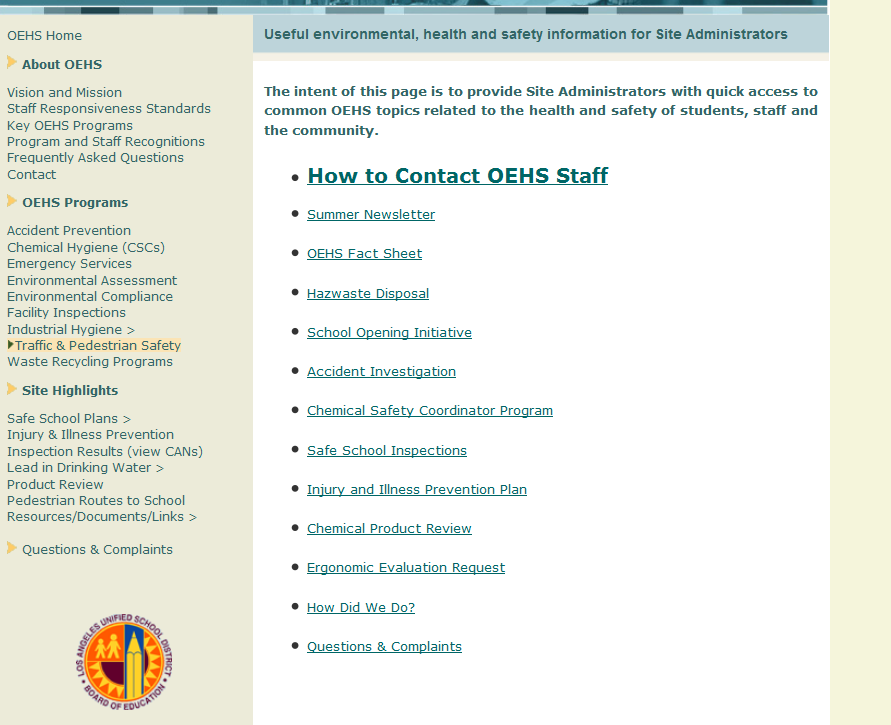 OEHS Home
About OEHS
Vision and Mission
Staff Responsiveness Standards
Key OEHS Programs
Program and Staff Recognitions
Frequently Asked Questions
Contact
OEHS Programs
Accident Prevention
Chemical Hygiene (CSCs)
Emergency Services
Environmental Assessment
Environmental Compliance
Facility Inspections
Industrial Hygiene >
Traffic & Pedestrian Safety
Waste Recycling Programs
Site Highlights
Safe School Plans >
Injury & Illness Prevention
Inspection Results (view CANs)
Lead in Drinking Water >
Product Review
Pedestrian Routes to School
Resources/Documents/Links >
Questions & Complaints
LOS ANGELES UNIFIED SCHOOL DISTRICT
BOARD OF EDUCATION
Useful environmental, health and safety information for Site Administrators
The intent of this page is to provide Site Administrators with quick access to
common OEHS topics related to the health and safety of students, staff and
the community.
How to Contact OEHS Staff
Summer Newsletter
OEHS Fact Sheet
Hazwaste Disposal
School Opening Initiative
Accident Investigation
Chemical Safety Coordinator Program
Safe School Inspections
Injury and Illness Prevention Plan
Chemical Product Review
Ergonomic Evaluation Request
How Did We Do?
Questions & Complaints